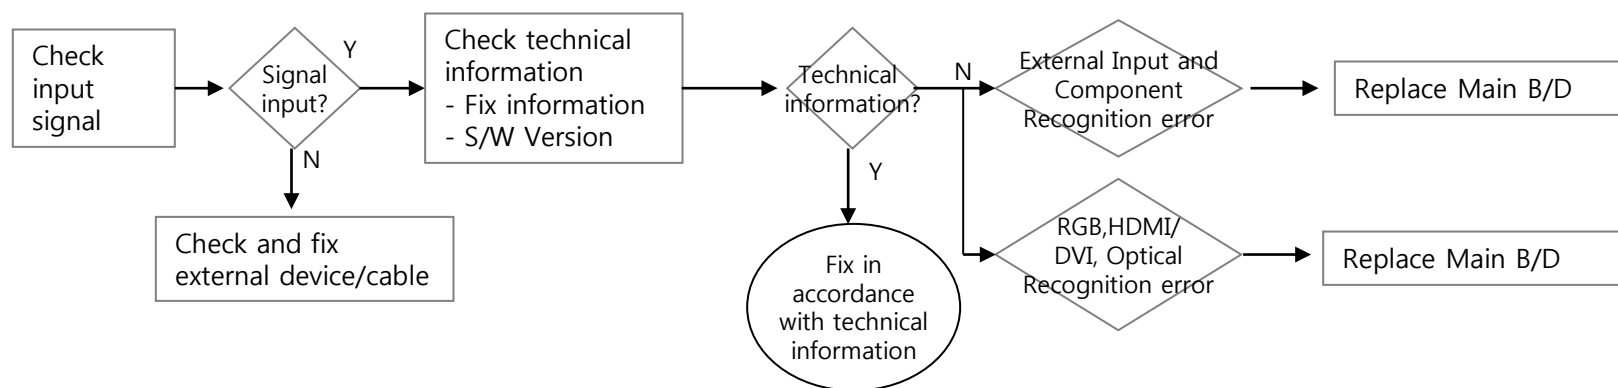 Check
input
signal
Signal
input?
Y
N
Check and fix
external device/cable
Check technical
information
- Fix information
- S/W Version
Technical
information?
N
Y
Fix in
accordance
with technical
information
External Input and
Component
Recognition error
Replace Main B/D
RGB,HDMI/
DVI, Optical
Recognition error
Replace Main B/D